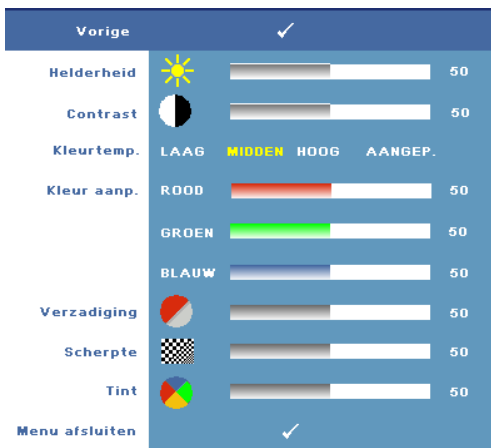 Vorige
Helderheid 50
Contrast 50
Kleurtemp. LAAG MIDDEN HOOG AANGEP.
Kleur aanp. ROOD 50
GROEN 50
BLAUW 50
Verzadiging 50
Scherpte 50
Tint 50
Menu afsluiten